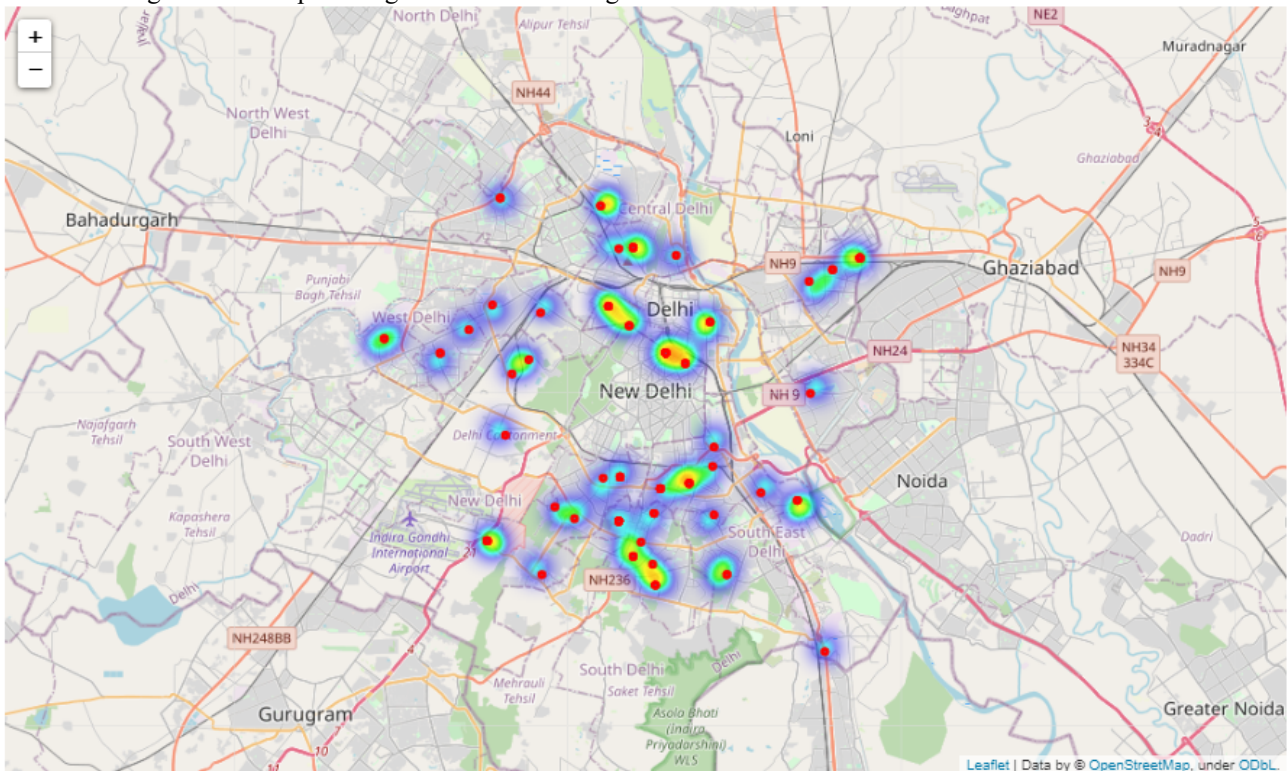 +
−
North Delhi
Alipur Tehsil
NE2
Baghpat
Muradnagar
NH44
North West
Delhi
Loni
Ghaziabad
Bahadurgarh
Central Delhi
NH9
Ghaziabad
NH9
Punjabi
Bagh Tehsil
West Delhi
Delhi
NH24
NH34
334C
New Delhi
NH 9
Najafgarh
Tehsil
South West
Delhi
Delhi Cantonment
Noida
New Delhi
Kapashera
Tehsil
Indira Gandhi
International
Airport
21
South East
Delhi
Dadri
NH236
Delhi
NH248BB
4
South Delhi
Delhi
Mehrauli
Tehsil
Saket Tehsil
Gurugram
Asola Bhati
(Indira
Priyadarshini)
WLS
Greater Noida
10
Leaflet | Data by © OpenStreetMap, under ODbL.